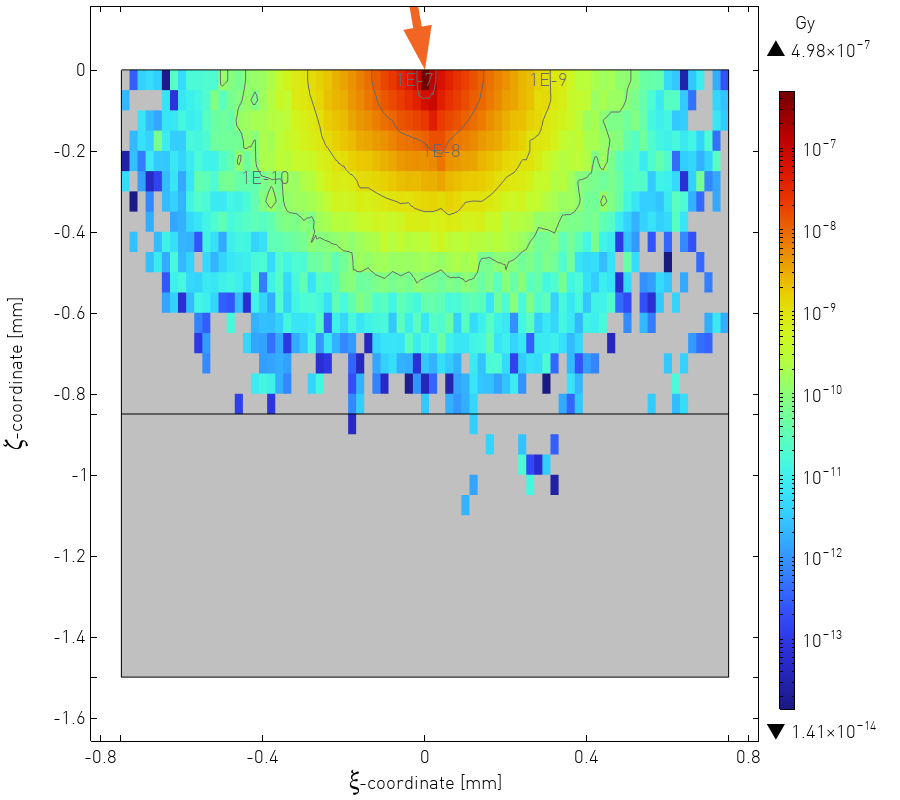 Gy
4.98×10⁻⁷
0
1E-7
1E-9
10⁻⁷
-0.2
1E-8
1E-10
10⁻⁸
-0.4
10⁻⁹
-0.6
10⁻¹⁰
-0.8
ζ-coordinate [mm]
10⁻¹¹
-1
10⁻¹²
-1.2
10⁻¹³
-1.4
-1.6
1.41×10⁻¹⁴
-0.8 -0.4 0 0.4 0.8
ξ-coordinate [mm]